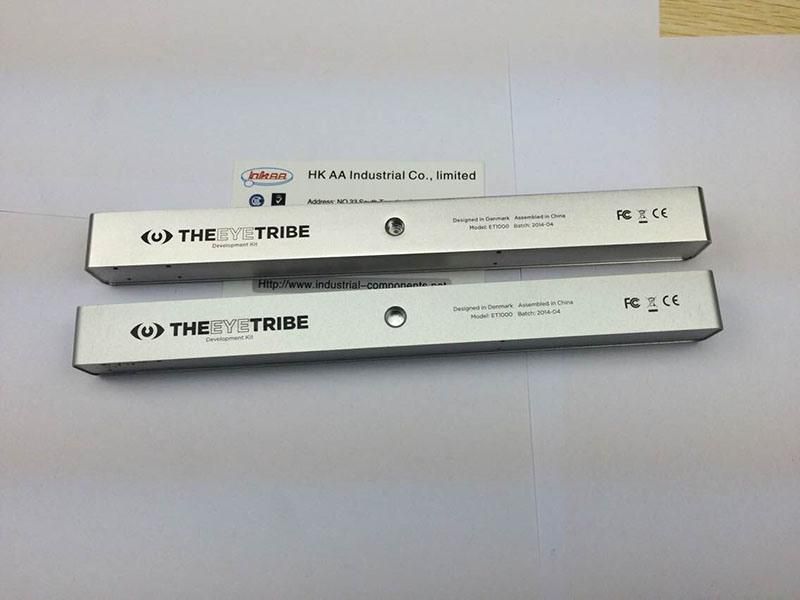 HK AA Industrial Co., limited
Address: NO.33 South
THEEYETRIBE
Development Kit
Designed in Denmark Assembled in China
Model: ET1000 Batch: 2014-04
FC CE
Http://www.industrial-components.net
THEEYETRIBE
Development Kit
Designed in Denmark Assembled in China
Model: ET1000 Batch: 2014-04
FC CE